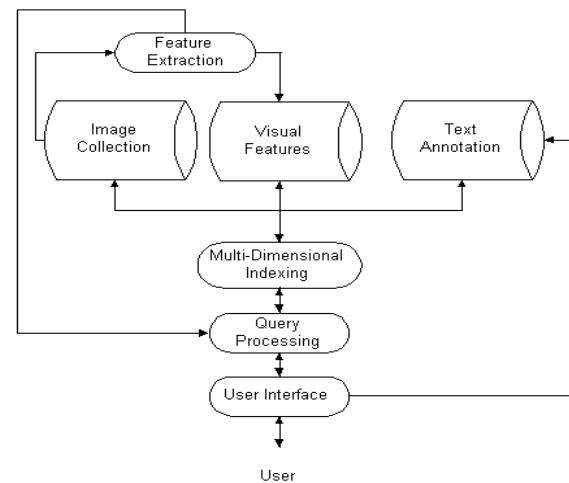 Feature
Extraction
Image
Collection
Visual
Features
Text
Annotation
Multi-Dimensional
Indexing
Query
Processing
User Interface
User